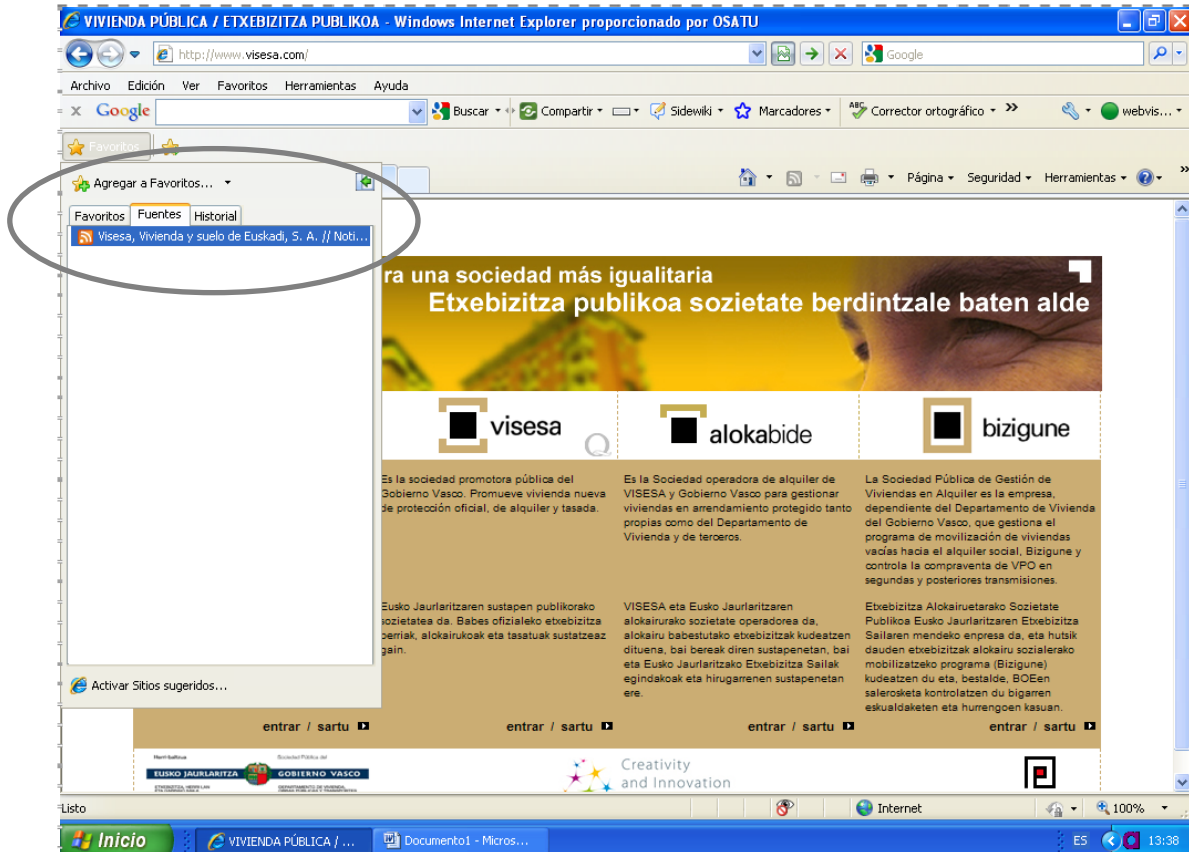 VIVIENDA PÚBLICA / ETXEBIZITZA PUBLIKOA - Windows Internet Explorer proporcionado por OSATU
http://www.visesa.com/
Google
Archivo Edición Ver Favoritos Herramientas Ayuda
x Google Buscar Compartir Sidewiki Marcadores Corrector ortográfico webvis...
Favoritos
Agregar a Favoritos...
Página Seguridad Herramientas
Favoritos Fuentes Historial
Visesa, Vivienda y suelo de Euskadi, S. A. // Noti...
ra una sociedad más igualitaria
Etxebizitza publikoa sozietate berdintzale baten alde
visesa
alokabide
bizigune
Es la sociedad promotora pública del
Gobierno Vasco. Promueve vivienda nueva
de protección oficial, de alquiler y tasada.
Es la Sociedad operadora de alquiler de
VISESA y Gobierno Vasco para gestionar
viviendas en arrendamiento protegido tanto
propias como del Departamento de
Vivienda y de terceros.
La Sociedad Pública de Gestión de
Viviendas en Alquiler es la empresa,
dependiente del Departamento de Vivienda
del Gobierno Vasco, que gestiona el
programa de movilización de viviendas
vacías hacia el alquiler social, Bizigune y
controla la compraventa de VPO en
segundas y posteriores transmisiones.
Eusko Jaurlaritzaren sustapen publikorako
sozietatea da. Babes ofizialeko etxebizitza
berriak, alokairukoak eta tasatuak sustatzeaz
gain.
VISESA eta Eusko Jaurlaritzaren
alokairurako sozietate operadorea da,
alokairu babestutako etxebizitzak kudeatzen
dituena, bai bereak diren sustapenetan, bai
eta Eusko Jaurlaritzako Etxebizitza Sailak
egindakoak eta hirugarrenen sustapenetan
ere.
Etxebizitza Alokairuetarako Sozietate
Publikoa Eusko Jaurlaritzaren Etxebizitza
Sailaren mendeko enpresa da, eta hutsik
dauden etxebizitzak alokairu sozialerako
mobilizatzeko programa (Bizigune)
kudeatzen du eta, bestalde, BOEen
salerosketa kontrolatzen du bigarren
eskualdaketen eta hurrengoen kasuan.
Activar Sitios sugeridos...
entrar / sartu entrar / sartu entrar / sartu entrar / sartu
Herri-baltzua Sociedad Pública del
EUSKO JAURLARITZA GOBIERNO VASCO
Creativity
and Innovation
Listo Internet 100%
Inicio VIVIENDA PÚBLICA / ... Documento1 - Micros... ES 13:38